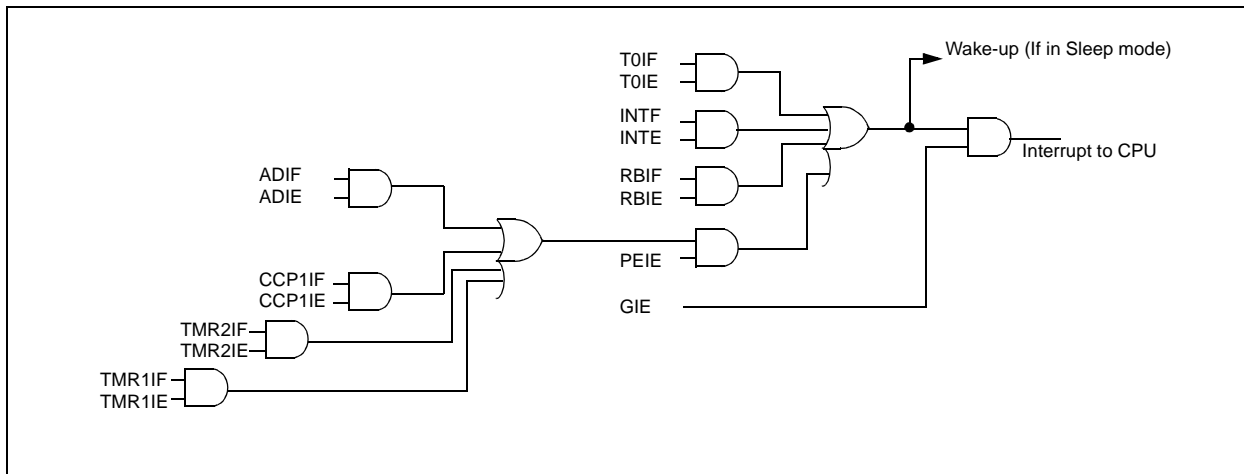 Wake-up (If in Sleep mode)
T0IF
T0IE
INTF
INTE
Interrupt to CPU
RBIF
RBIE
ADIF
ADIE
PEIE
CCP1IF
CCP1IE
GIE
TMR2IF
TMR2IE
TMR1IF
TMR1IE